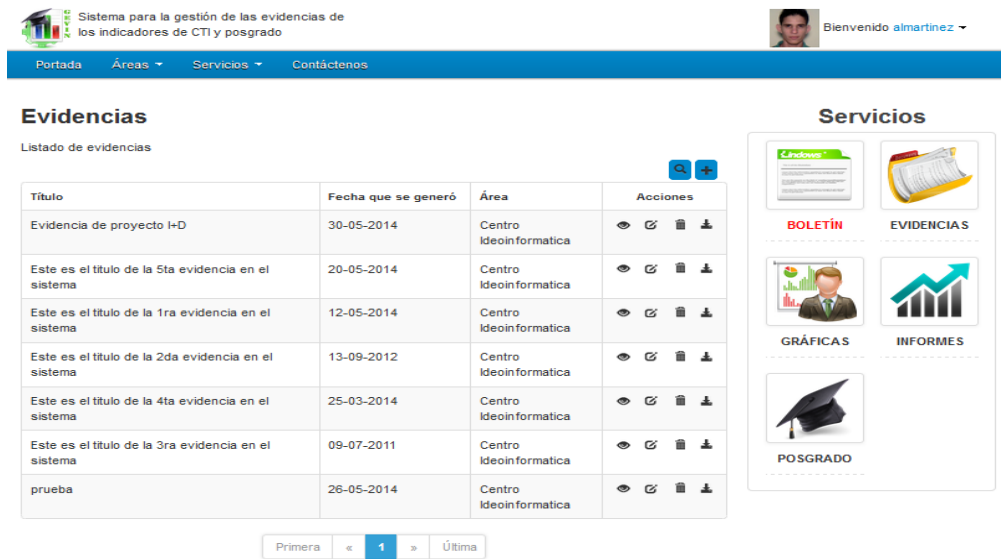 Sistema para la gestión de las evidencias de
los indicadores de CTI y posgrado
GEVIN
Bienvenido almartinez
Portada Áreas Servicios Contáctenos
Evidencias
Listado de evidencias
Título Fecha que se generó Área Acciones
Evidencia de proyecto I+D 30-05-2014 Centro
Ideoinformatica
Este es el titulo de la 5ta evidencia en el 20-05-2014 Centro
sistema Ideoinformatica
Este es el titulo de la 1ra evidencia en el 12-05-2014 Centro
sistema Ideoinformatica
Este es el titulo de la 2da evidencia en el 13-09-2012 Centro
sistema Ideoinformatica
Este es el titulo de la 4ta evidencia en el 25-03-2014 Centro
sistema Ideoinformatica
Este es el titulo de la 3ra evidencia en el 09-07-2011 Centro
sistema Ideoinformatica
prueba 26-05-2014 Centro
Ideoinformatica
Primera « 1 » Última
Servicios
Lindows
BOLETÍN EVIDENCIAS
GRÁFICAS INFORMES
POSGRADO